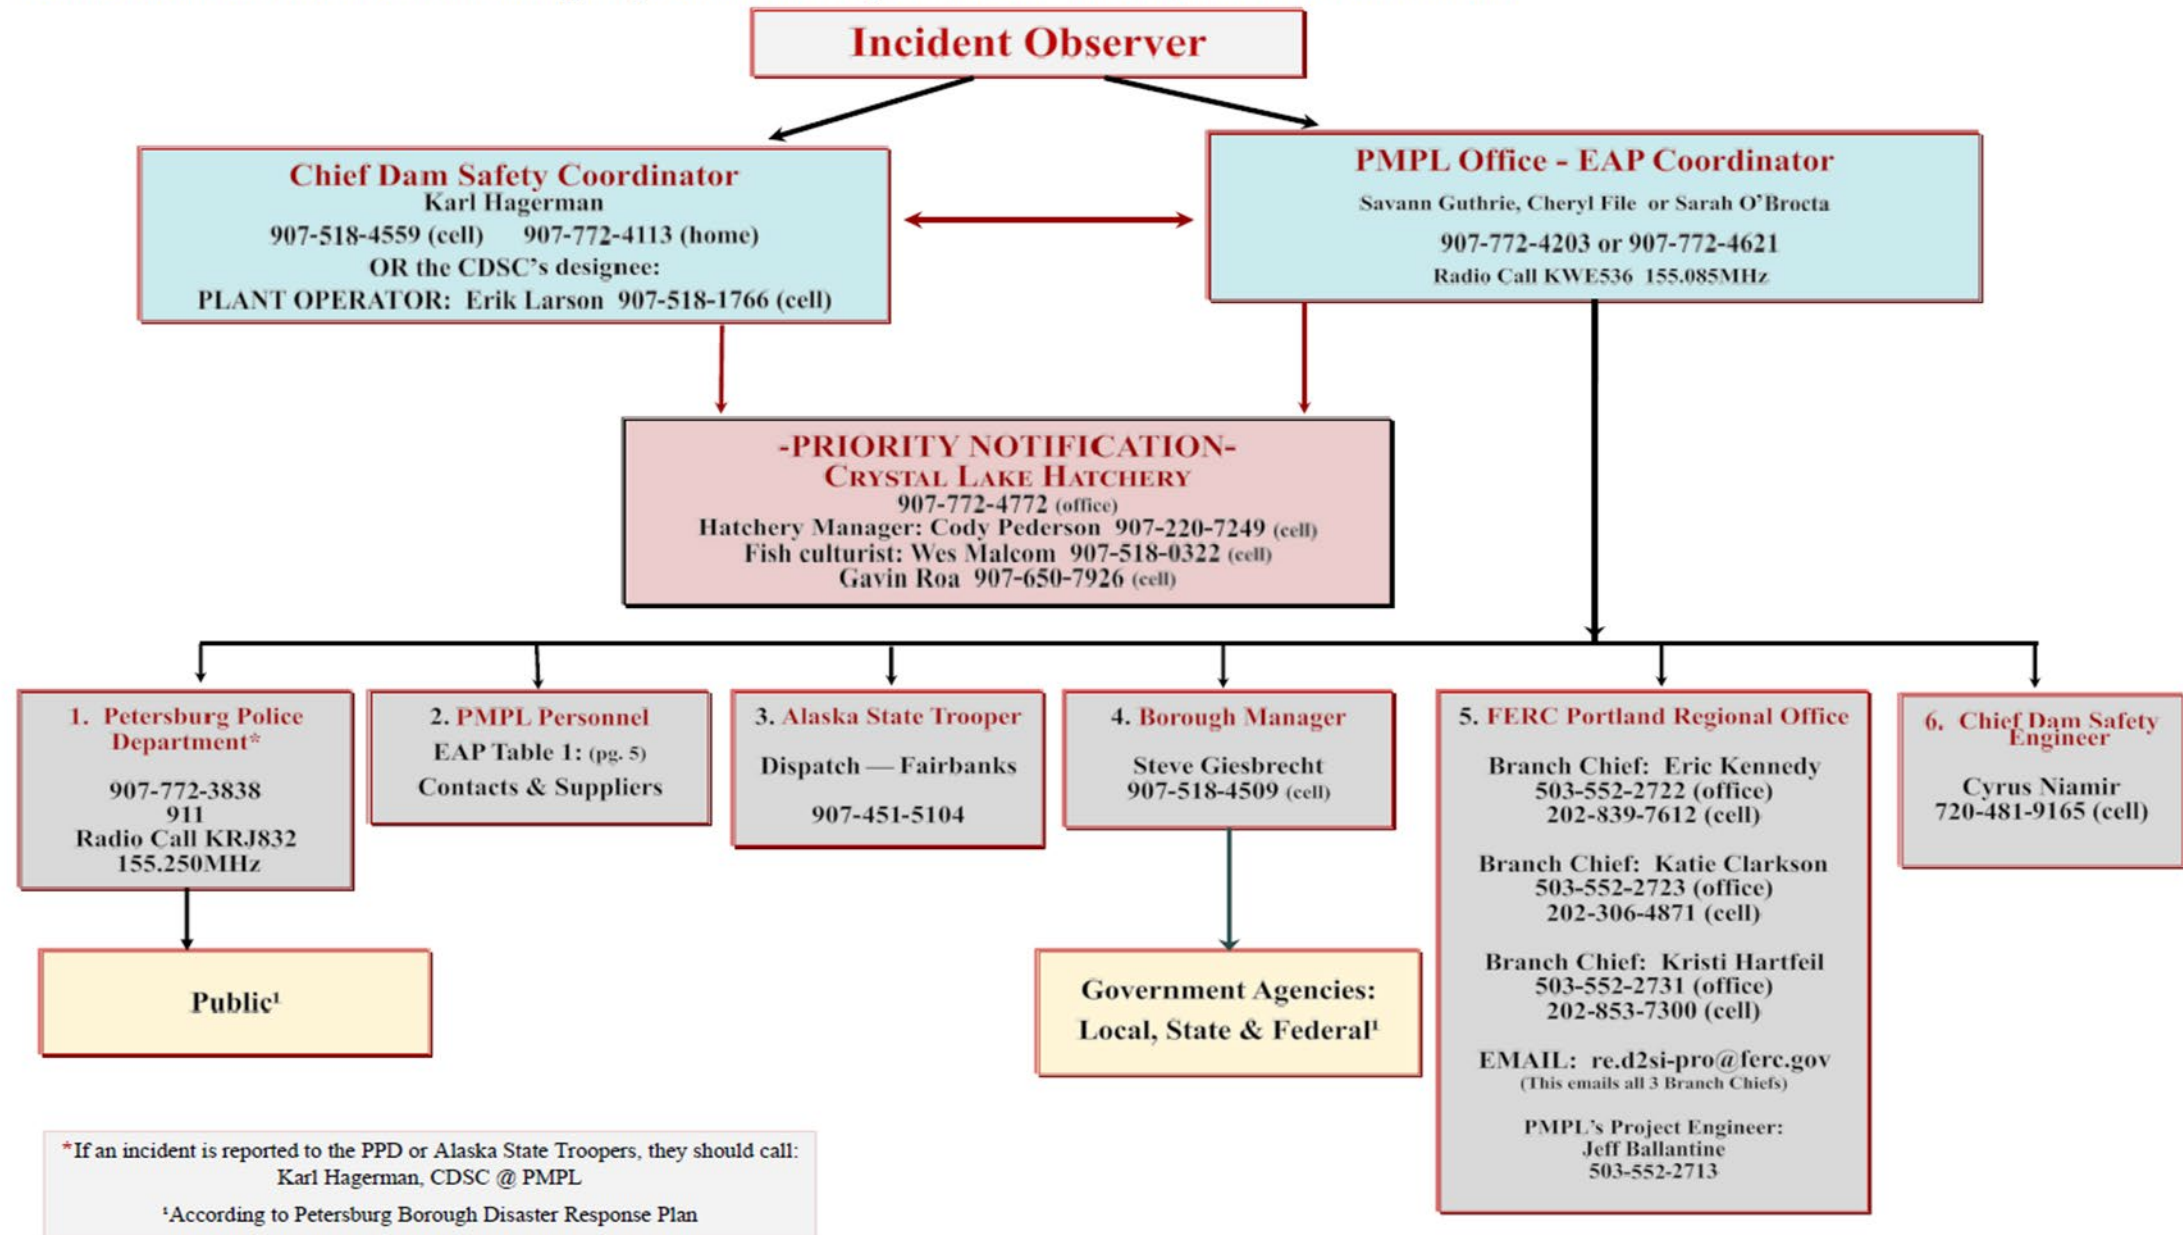 Incident Observer
Chief Dam Safety Coordinator
Karl Hagerman
907-518-4559 (cell) 907-772-4113 (home)
OR the CDSC's designee:
PLANT OPERATOR: Erik Larson 907-518-1766 (cell)
PMPL Office - EAP Coordinator
Savann Guthrie, Cheryl File or Sarah O'Brocta
907-772-4203 or 907-772-4621
Radio Call KWE536 155.085MHz
-PRIORITY NOTIFICATION-
CRYSTAL LAKE HATCHERY
907-772-4772 (office)
Hatchery Manager: Cody Pederson 907-220-7249 (cell)
Fish culturist: Wes Malcom 907-518-0322 (cell)
Gavin Roa 907-650-7926 (cell)
1. Petersburg Police
Department*
907-772-3838
911
Radio Call KRJ832
155.250MHz
2. PMPL Personnel
EAP Table 1: (pg. 5)
Contacts & Suppliers
3. Alaska State Trooper
Dispatch — Fairbanks
907-451-5104
4. Borough Manager
Steve Giesbrecht
907-518-4509 (cell)
5. FERC Portland Regional Office
Branch Chief: Eric Kennedy
503-552-2722 (office)
202-839-7612 (cell)
Branch Chief: Katie Clarkson
503-552-2723 (office)
202-306-4871 (cell)
Branch Chief: Kristi Hartfeil
503-552-2731 (office)
202-853-7300 (cell)
EMAIL: re.d2si-pro@ferc.gov
(This emails all 3 Branch Chiefs)
PMPL's Project Engineer:
Jeff Ballantine
503-552-2713
6. Chief Dam Safety
Engineer
Cyrus Niamir
720-481-9165 (cell)
Public¹
Government Agencies:
Local, State & Federal¹
*If an incident is reported to the PPD or Alaska State Troopers, they should call:
Karl Hagerman, CDSC @ PMPL
¹According to Petersburg Borough Disaster Response Plan